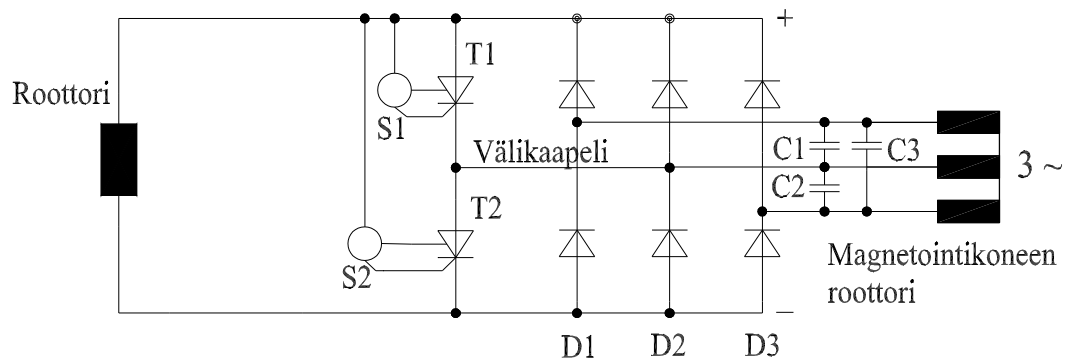 +
T1
Roottori
S1
Välikaapeli
C1
C3
3 ~
C2
T2
S2
Magnetointikoneen
roottori
−
D1
D2
D3